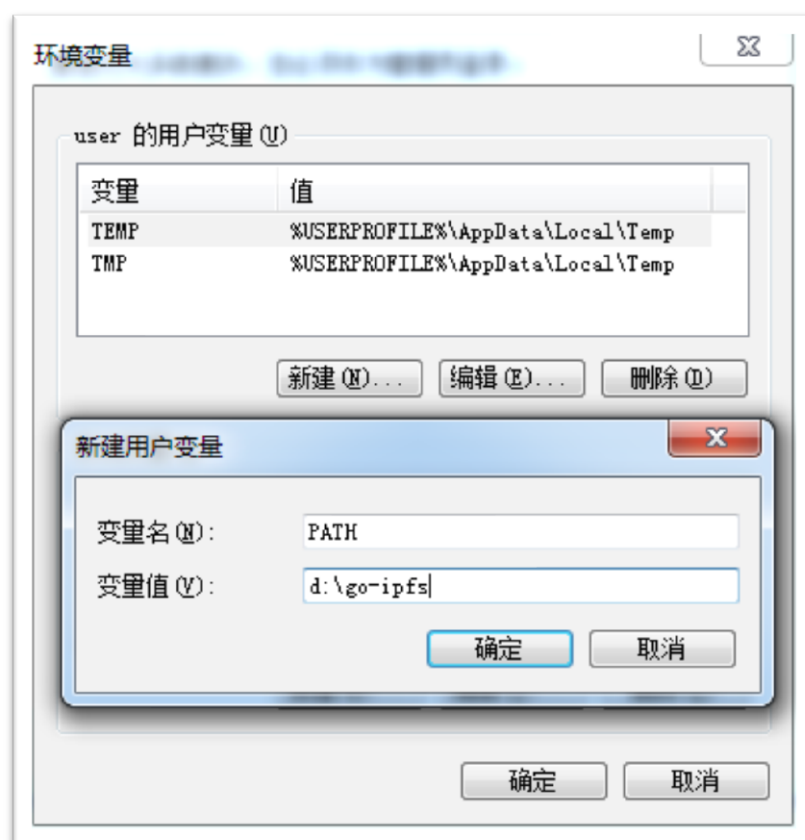 环境变量
user 的用户变量(U)
变量 值
TEMP %USERPROFILE%\AppData\Local\Temp
TMP %USERPROFILE%\AppData\Local\Temp
新建(N)... 编辑(E)... 删除(D)
新建用户变量
变量名(N): PATH
变量值(V): d:\go-ipfs
确定 取消
确定 取消